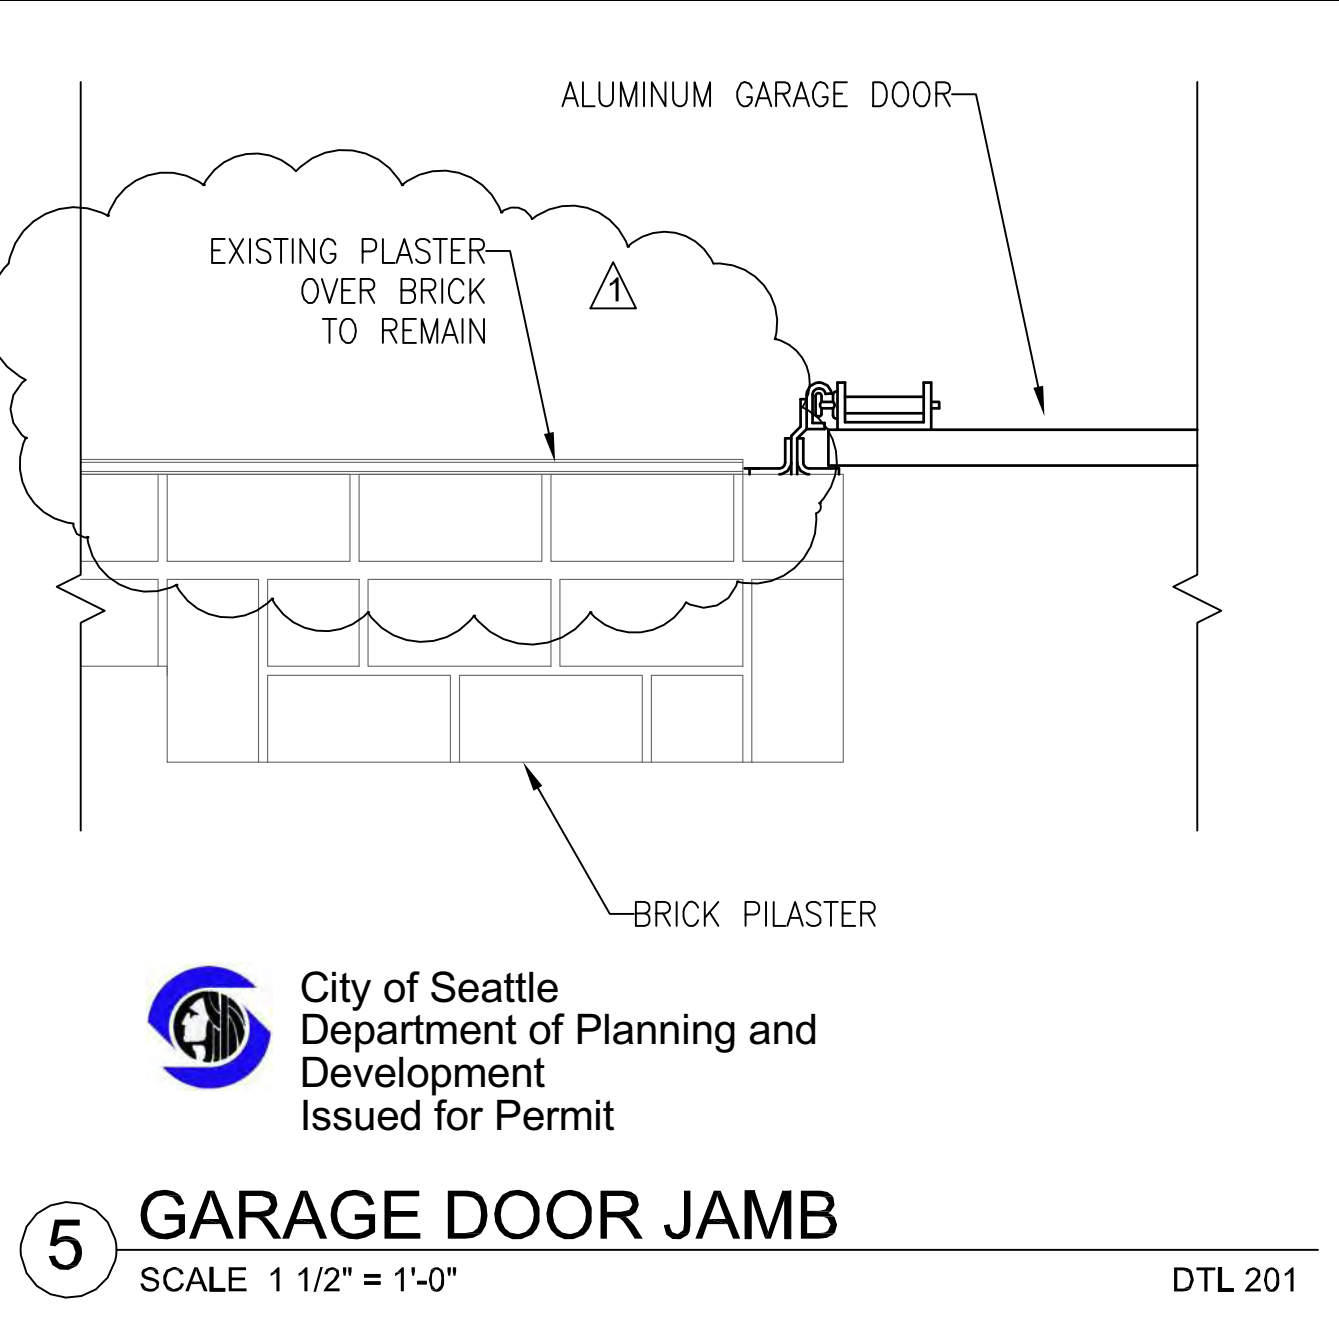 ALUMINUM GARAGE DOOR
EXISTING PLASTER
OVER BRICK
TO REMAIN
1
BRICK PILASTER
City of Seattle
Department of Planning and
Development
Issued for Permit
5
GARAGE DOOR JAMB
SCALE 1 1/2" = 1'-0"
DTL 201